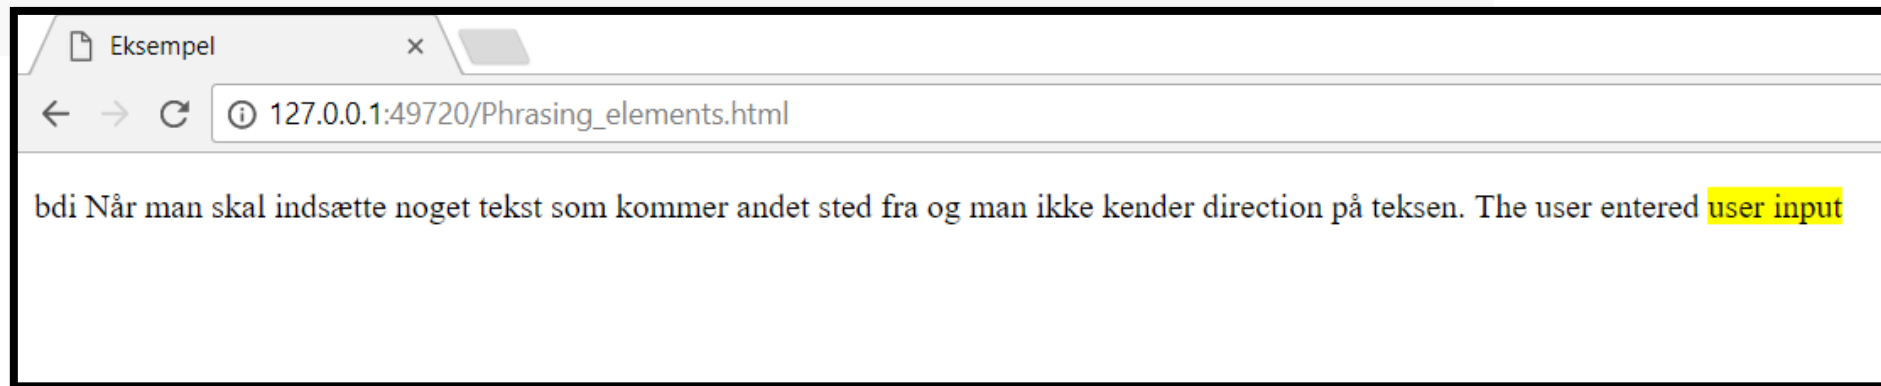 Eksempel
127.0.0.1:49720/Phrasing_elements.html
bdi Når man skal indsætte noget tekst som kommer andet sted fra og man ikke kender direction på teksen. The user entered user input